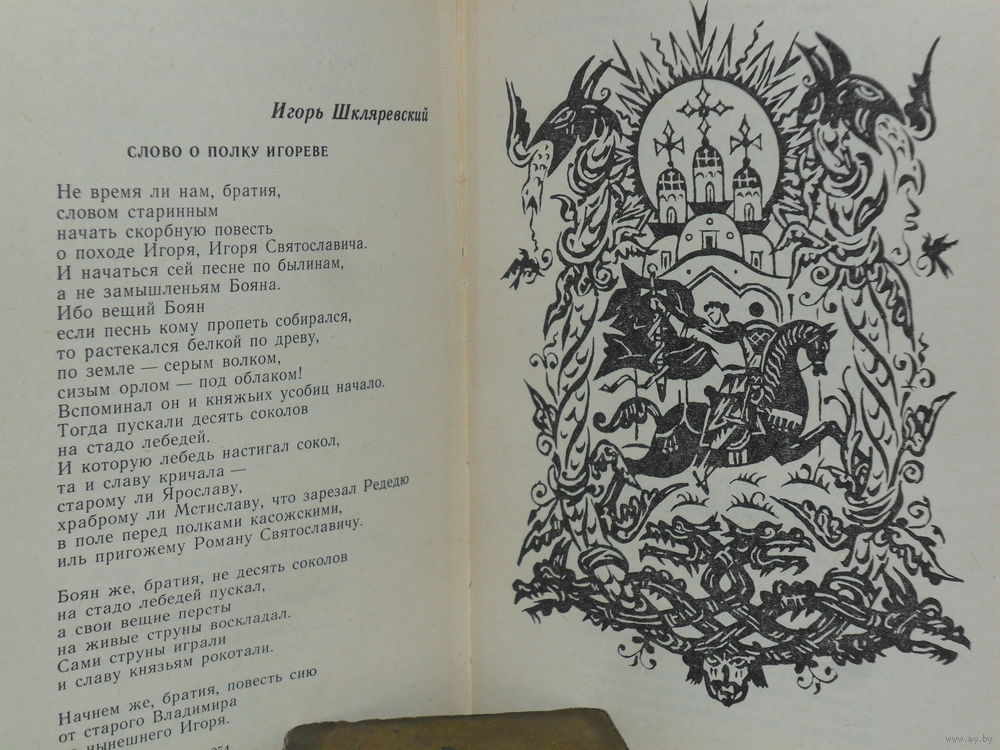 Игорь Шкляревский
СЛОВО О ПОЛКУ ИГОРЕВЕ
Не время ли нам, братия,
словом старинным
начать скорбную повесть
о походе Игоря, Игоря Святославича.
И начаться сей песне по былинам,
а не замышленьям Бояна.
Ибо вещий Боян
если песнь кому пропеть собирался,
то растекался белкой по древу,
по земле — серым волком,
сизым орлом — под облаком!
Вспоминал он и княжьих усобиц начало.
Тогда пускали десять соколов
на стадо лебедей.
И которую лебедь настигал сокол,
та и славу кричала —
старому ли Ярославу,
храброму ли Мстиславу, что зарезал Редедю
в поле перед полками касожскими,
иль пригожему Роману Святославичу.
Боян же, братия, не десять соколов
на стадо лебедей пускал,
а свои вещие персты
на живые струны воскладал.
Сами струны играли
и славу князьям рокотали.
Начнем же, братия, повесть сию
от старого Владимира
нынешнего Игоря.
www.ay.by